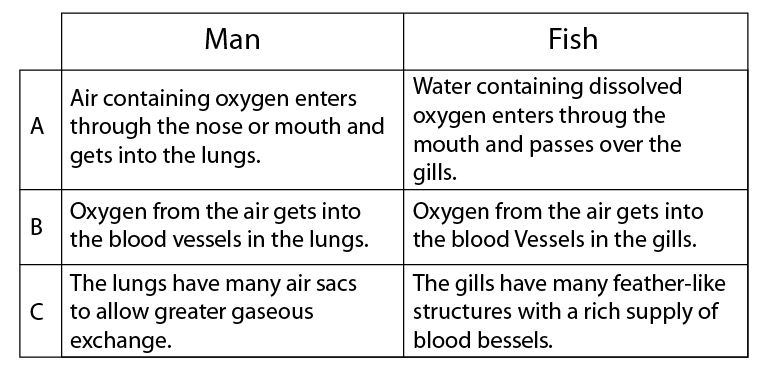 Man
Fish
A
Air containing oxygen enters
through the nose or mouth and
gets into the lungs.
Water containing dissolved
oxygen enters throug the
mouth and passes over the
gills.
B
Oxygen from the air gets into
the blood vessels in the lungs.
Oxygen from the air gets into
the blood Vessels in the gills.
C
The lungs have many air sacs
to allow greater gaseous
exchange.
The gills have many feather-like
structures with a rich supply of
blood bessels.